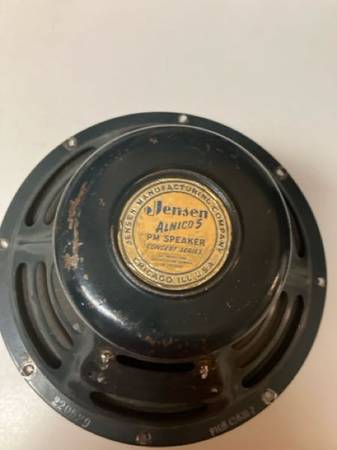 JENSEN MANUFACTURING COMPANY
Jensen
ALNICO 5
PM SPEAKER
CONCERT SERIES
CHICAGO ILL. U.S.A.